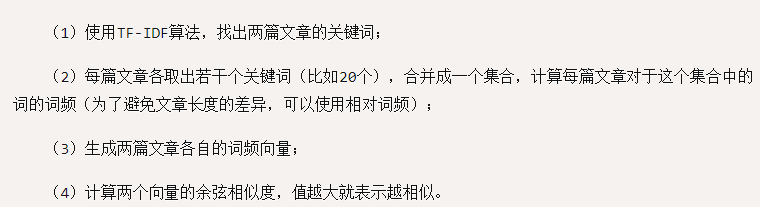 （1）使用TF-IDF算法，找出两篇文章的关键词；
（2）每篇文章各取出若干个关键词（比如20个），合并成一个集合，计算每篇文章对于这个集合中的
词的词频（为了避免文章长度的差异，可以使用相对词频）；
（3）生成两篇文章各自的词频向量；
（4）计算两个向量的余弦相似度，值越大就表示越相似。